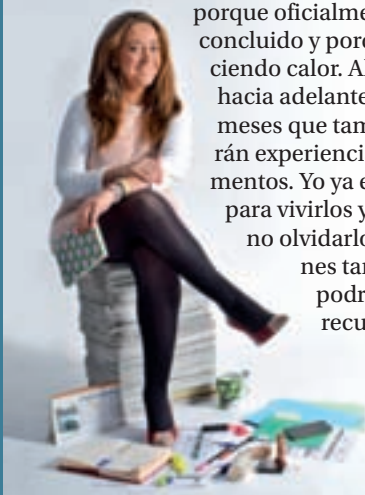 porque oficialme
concluido y porq
ciendo calor. Al
hacia adelante
meses que tam
rán experienci
mentos. Yo ya e
para vivirlos y
no olvidarlo
nes tar
podr
recu